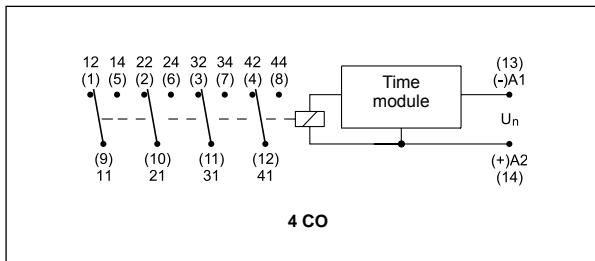 12 14 22 24 32 34 42 44
(1) (5) (2) (6) (3) (7) (4) (8)
Time
module
(13)
(-)A1
Un
(+)A2
(14)
(9) (10) (11) (12)
11 21 31 41
4 CO